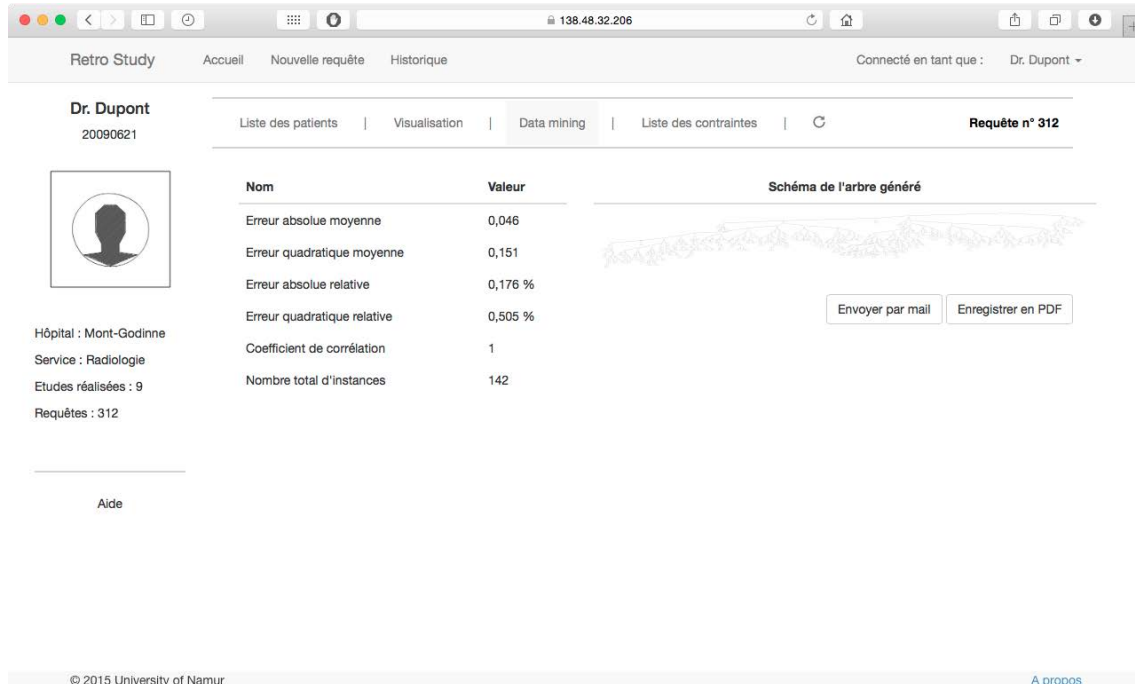 138.48.32.206
Retro Study Accueil Nouvelle requête Historique Connecté en tant que : Dr. Dupont
Dr. Dupont
20090621
Liste des patients | Visualisation | Data mining | Liste des contraintes | Requête n° 312
Nom Valeur Schéma de l'arbre généré
Erreur absolue moyenne 0,046
Erreur quadratique moyenne 0,151
Erreur absolue relative 0,176 %
Erreur quadratique relative 0,505 %
Coefficient de corrélation 1
Nombre total d'instances 142
Envoyer par mail Enregistrer en PDF
Hôpital : Mont-Godinne
Service : Radiologie
Etudes réalisées : 9
Requêtes : 312
Aide
© 2015 University of Namur A propos